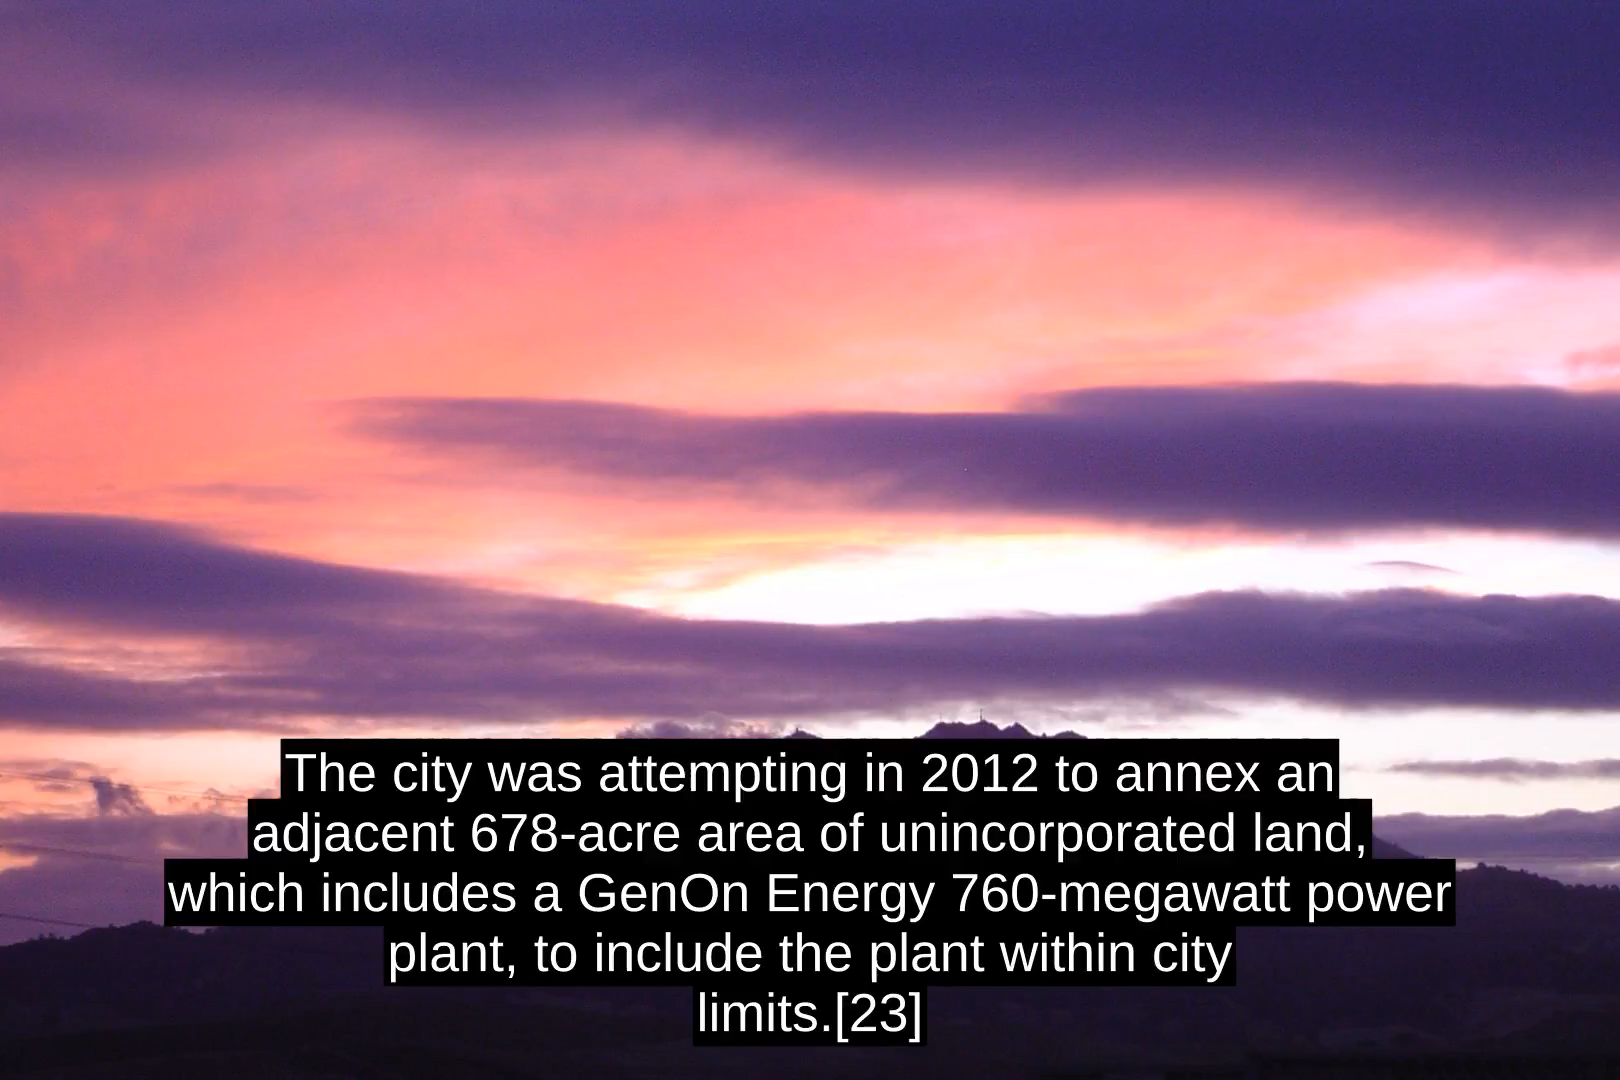 The city was attempting in 2012 to annex an
adjacent 678-acre area of unincorporated land,
which includes a GenOn Energy 760-megawatt power
plant, to include the plant within city
limits.[23]